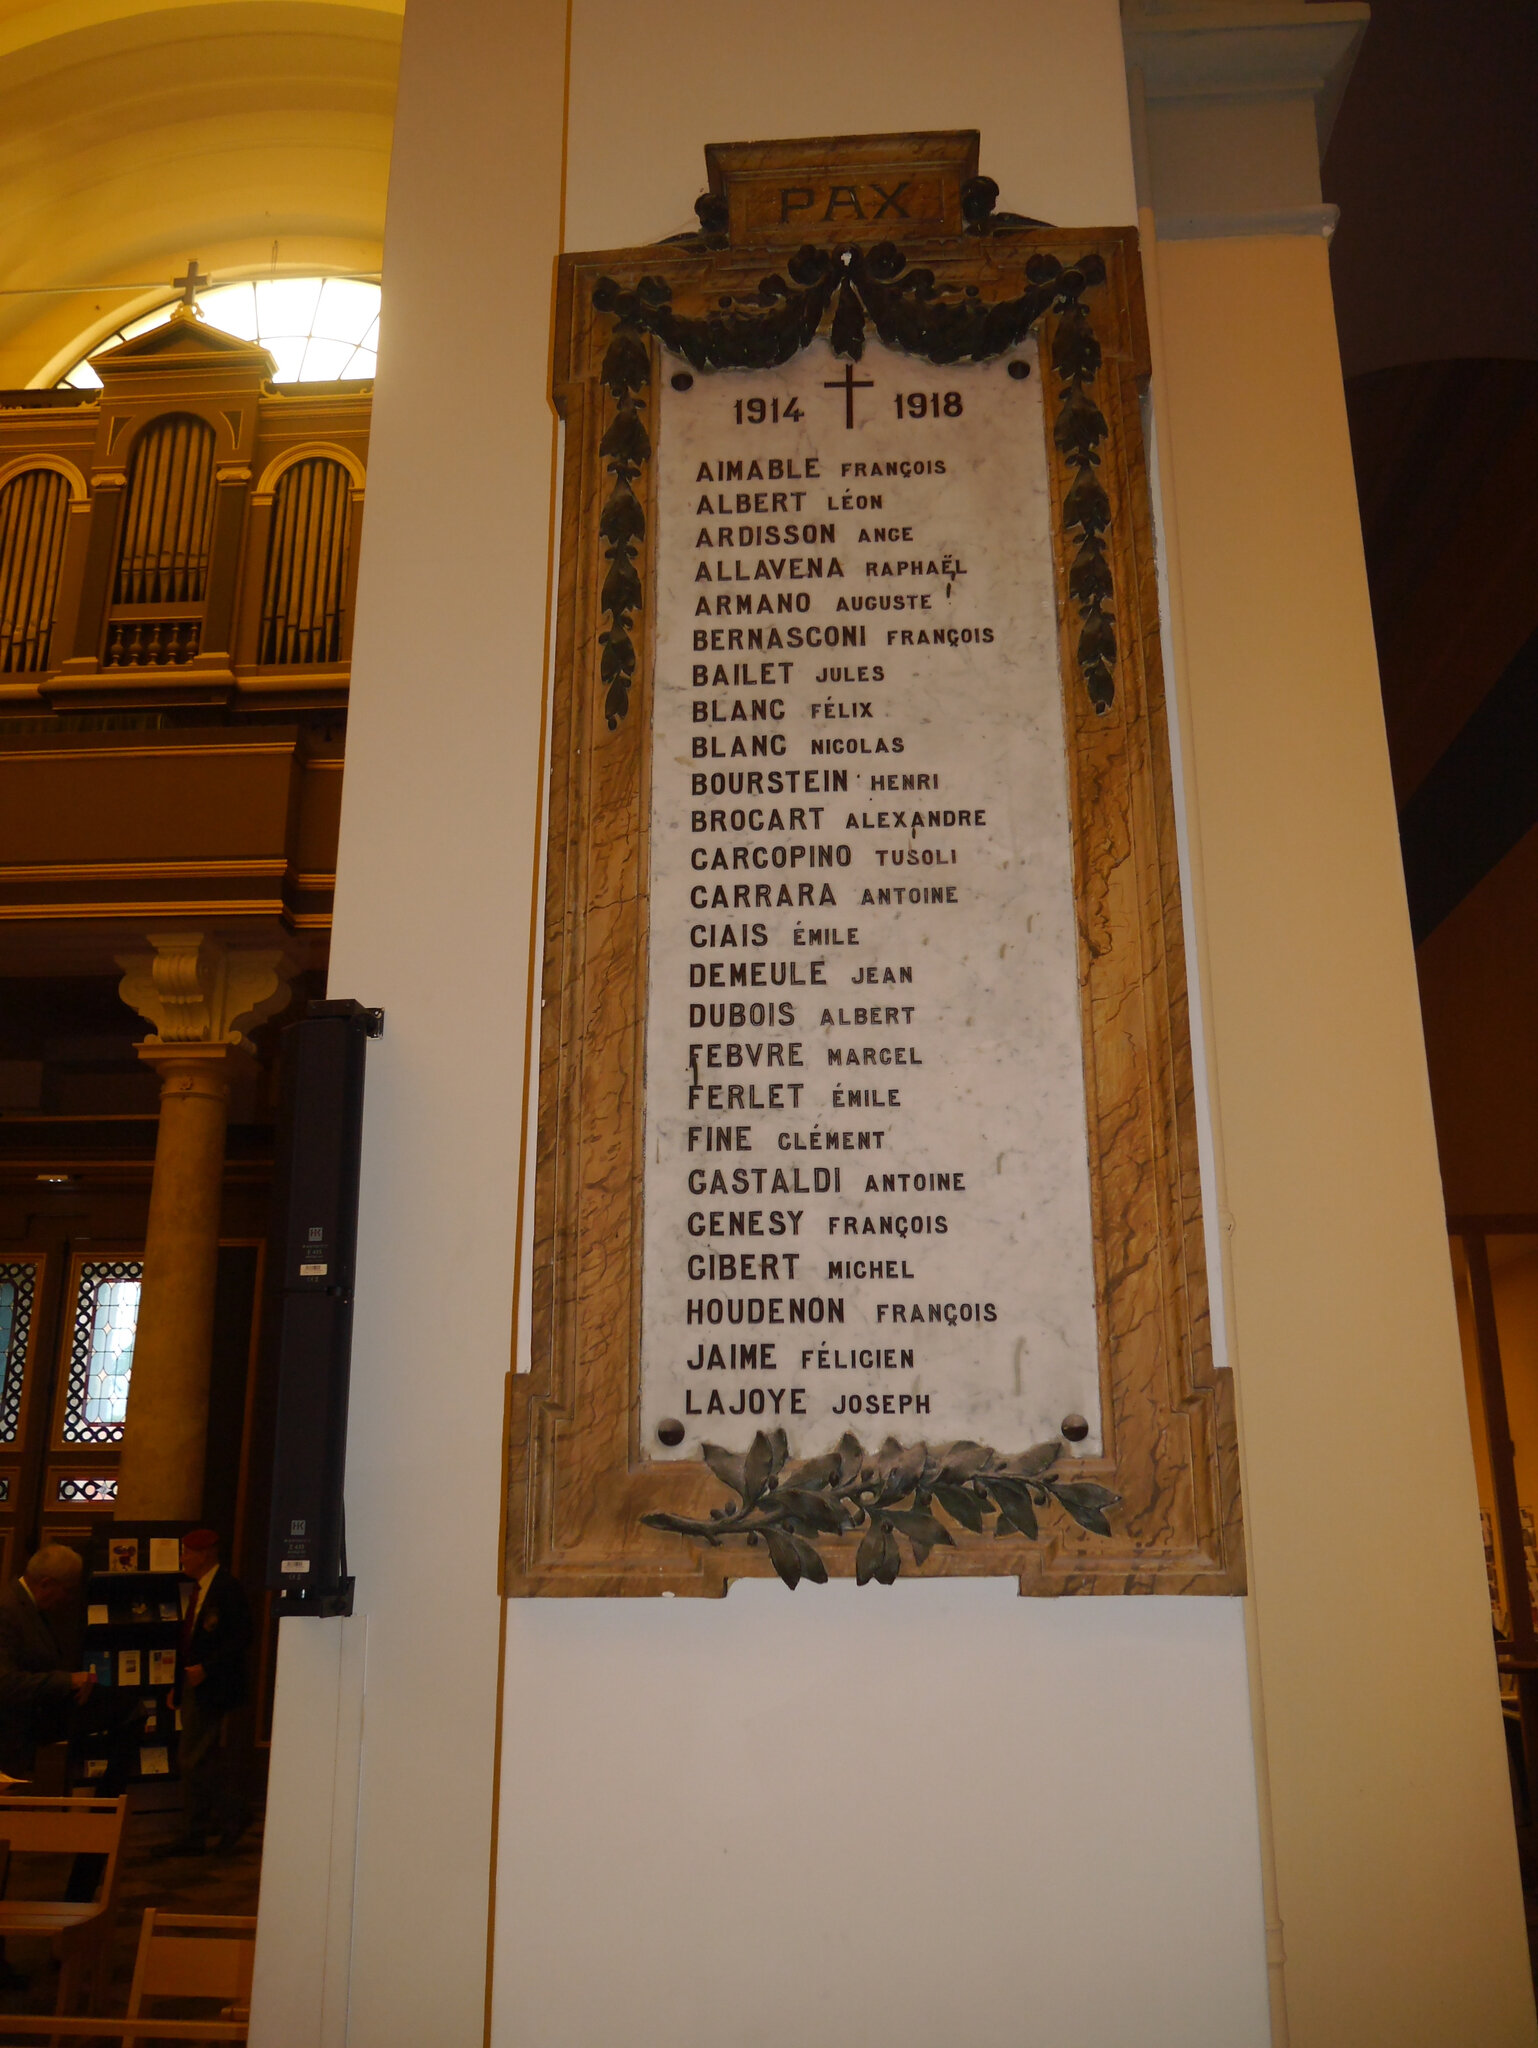 PAX
1914 1918
AIMABLE FRANÇOIS
ALBERT LÉON
ARDISSON ANGE
ALLAVENA RAPHAËL
ARMANO AUGUSTE
BERNASCONI FRANÇOIS
BAILET JULES
BLANC FÉLIX
BLANC NICOLAS
BOURSTEIN HENRI
BROCART ALEXANDRE
CARCOPINO TUSOLI
CARRARA ANTOINE
CIAIS ÉMILE
DEMEULE JEAN
DUBOIS ALBERT
FEBVRE MARCEL
FERLET ÉMILE
FINE CLÉMENT
GASTALDI ANTOINE
GENESY FRANÇOIS
GIBERT MICHEL
HOUDENON FRANÇOIS
JAIME FÉLICIEN
LAJOYE JOSEPH
HK
HK